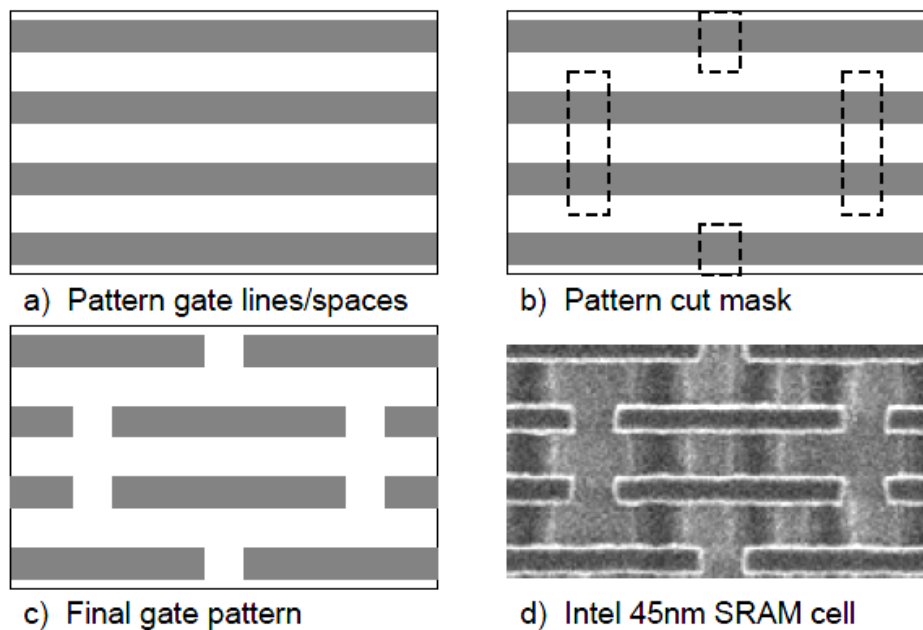 a) Pattern gate lines/spaces
b) Pattern cut mask
c) Final gate pattern
d) Intel 45nm SRAM cell